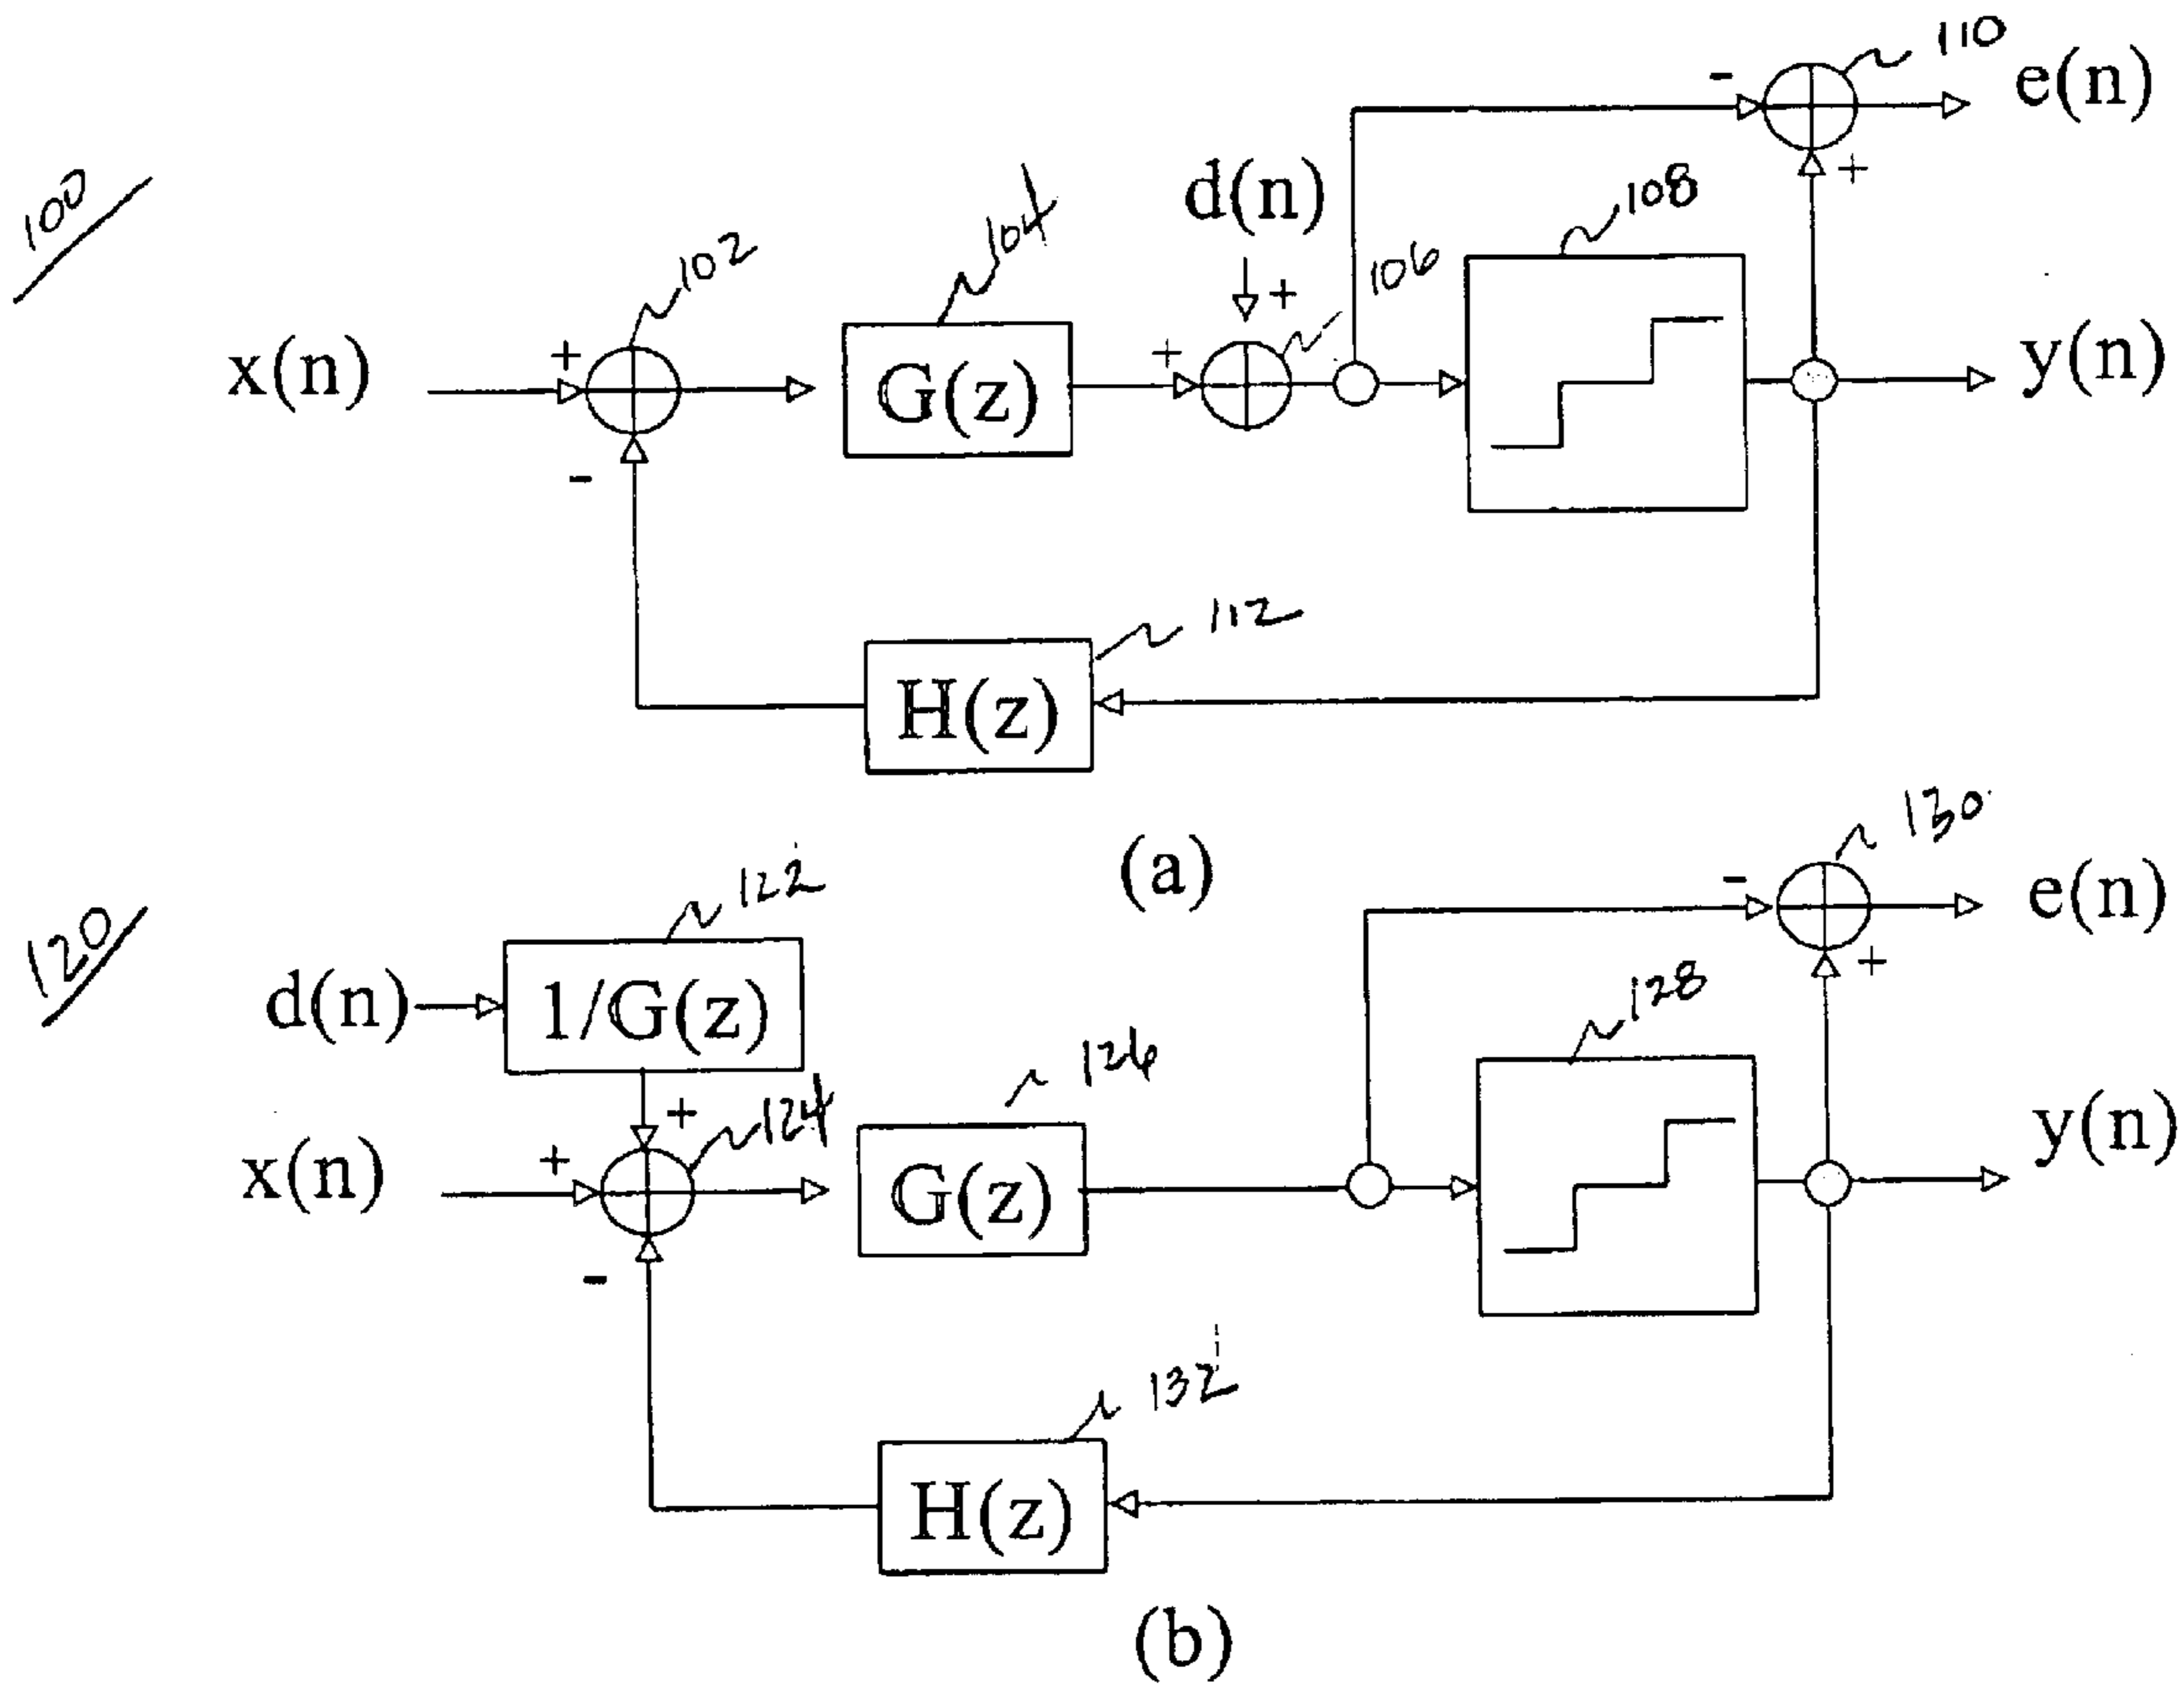 100
102
104
106
108
110
112
x(n)
+
-
G(z)
+
d(n)
+
-
+
e(n)
y(n)
H(z)
(a)
120
122
124
126
128
130
132
d(n)
1/G(z)
+
x(n)
+
-
G(z)
-
+
e(n)
y(n)
H(z)
(b)